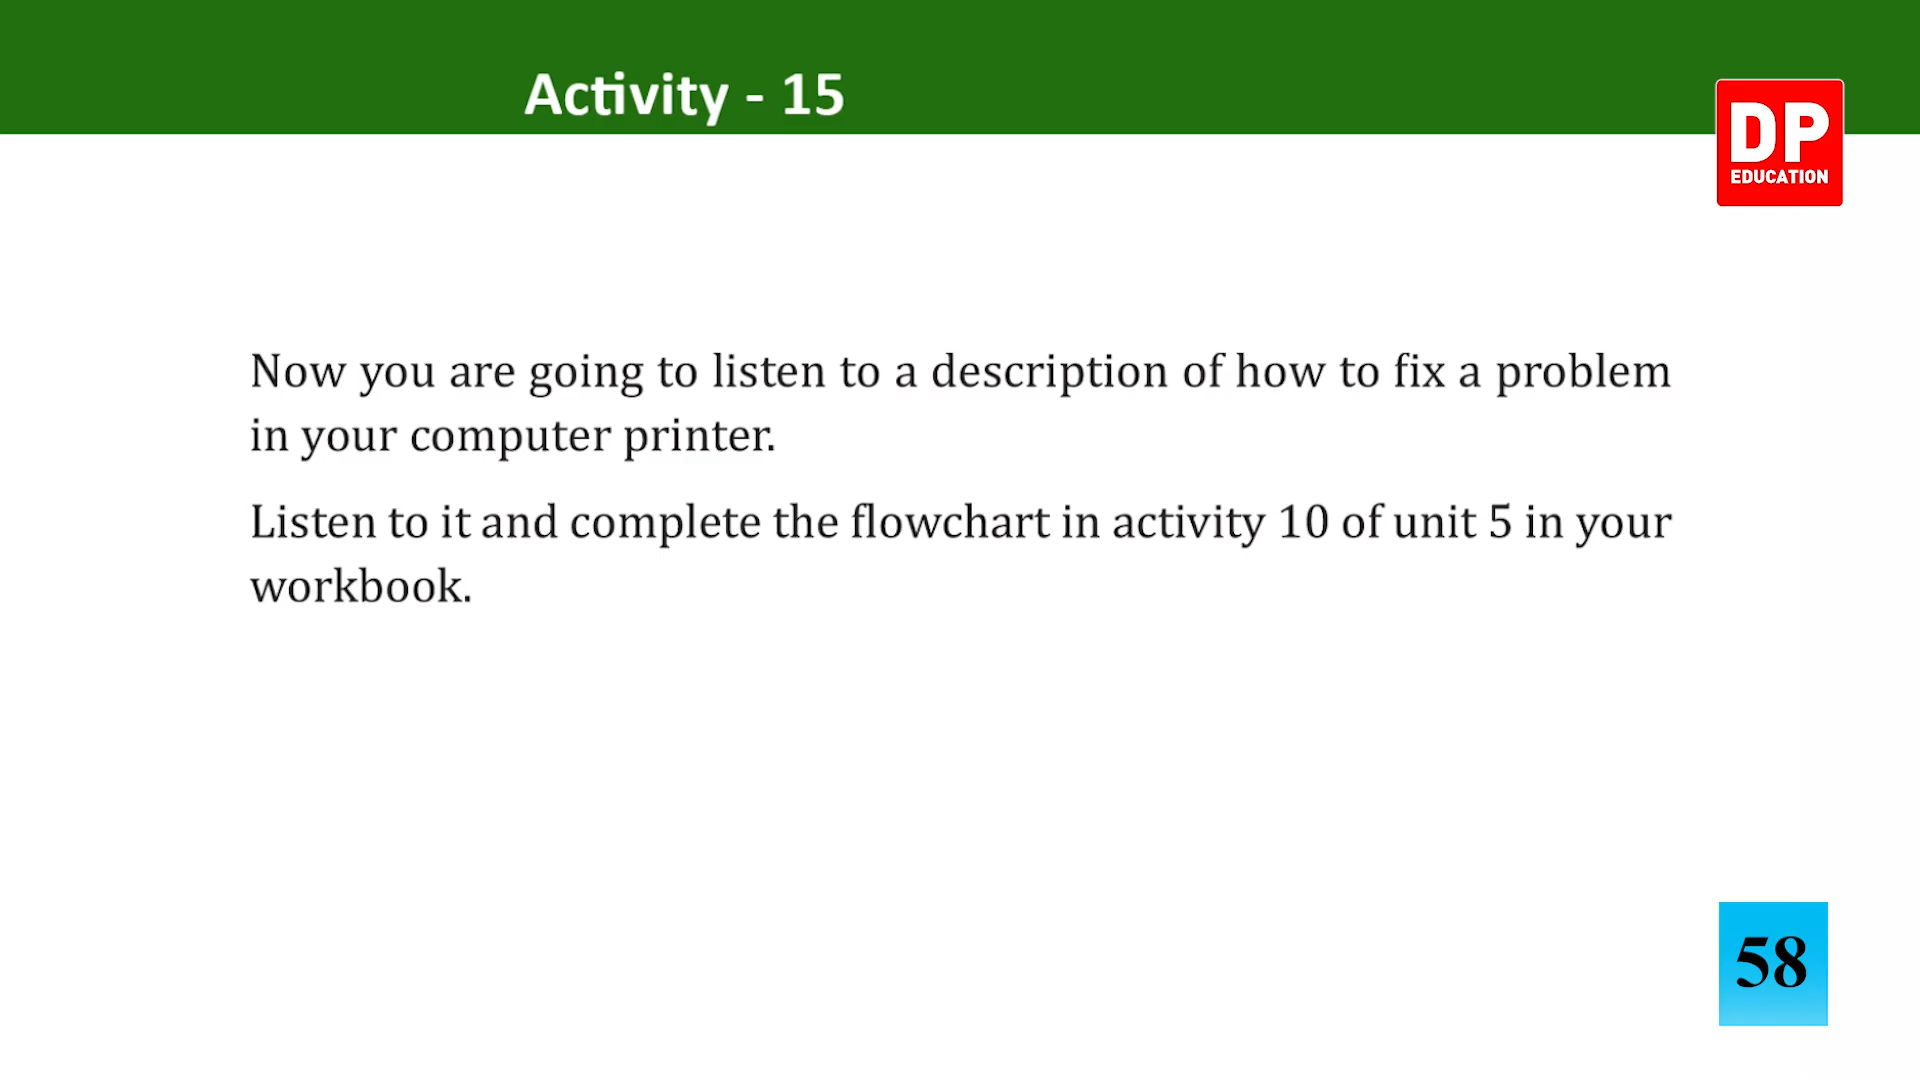 Activity - 15
DP
EDUCATION
Now you are going to listen to a description of how to fix a problem
in your computer printer.
Listen to it and complete the flowchart in activity 10 of unit 5 in your
workbook.
58